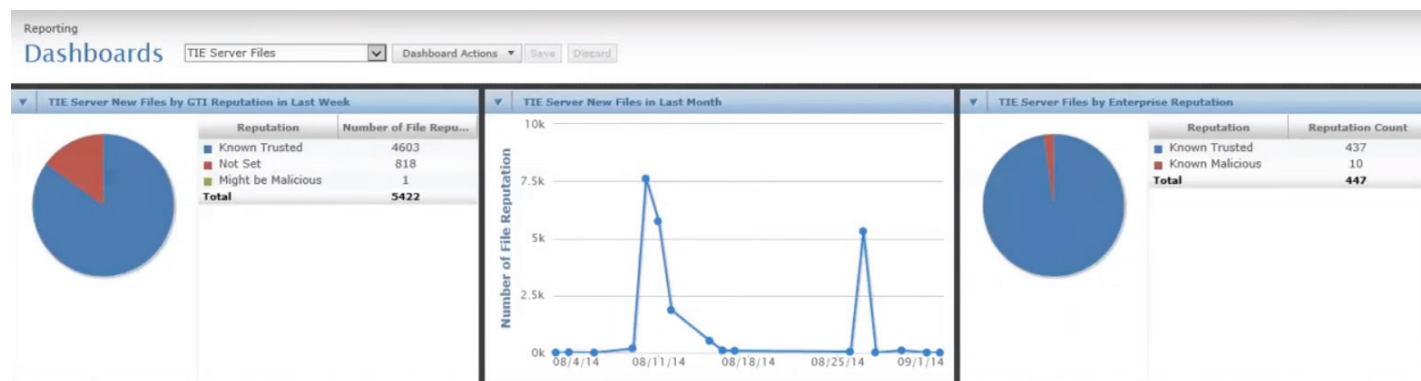 Reporting
Dashboards TIE Server Files Dashboard Actions Save Discard
TIE Server New Files by GTI Reputation in Last Week
Reputation Number of File Repu...
Known Trusted 4603
Not Set 818
Might be Malicious 1
Total 5422
TIE Server New Files in Last Month
Number of File Reputation
10k
7.5k
5k
2.5k
0k
08/4/14 08/11/14 08/18/14 08/25/14 09/1/14
TIE Server Files by Enterprise Reputation
Reputation Reputation Count
Known Trusted 437
Known Malicious 10
Total 447